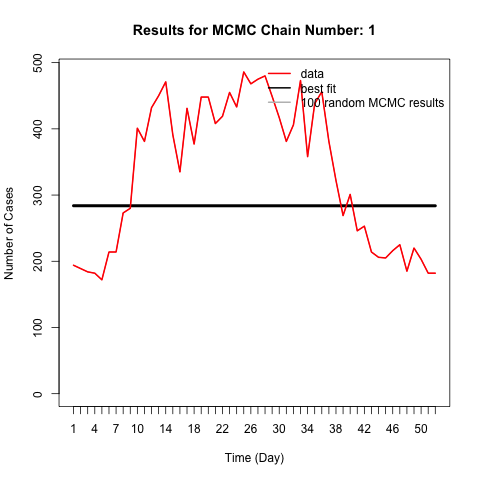 Results for MCMC Chain Number: 1
data
best fit
100 random MCMC results
Number of Cases
500
400
300
200
100
0
1 4 7 10 14 18 22 26 30 34 38 42 46 50
Time (Day)